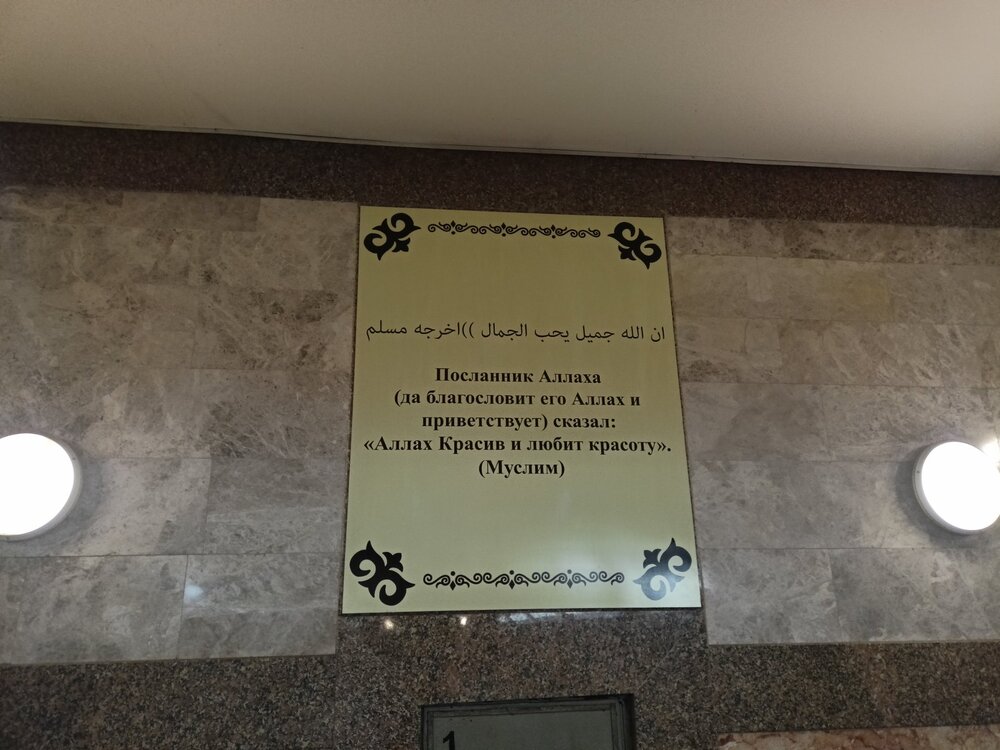 ان الله جميل يحب الجمال ))اخرجه مسلم
Посланник Аллаха
(да благословит его Аллах и
приветствует) сказал:
«Аллах Красив и любит красоту».
(Муслим)
1